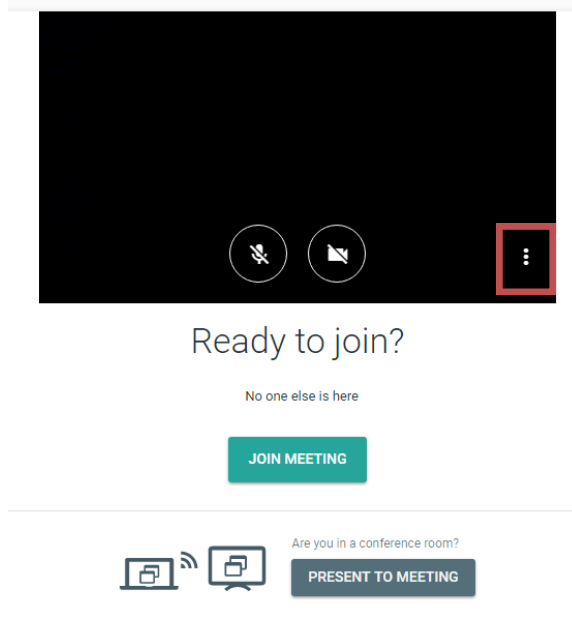 Ready to join?
No one else is here
JOIN MEETING
Are you in a conference room?
PRESENT TO MEETING